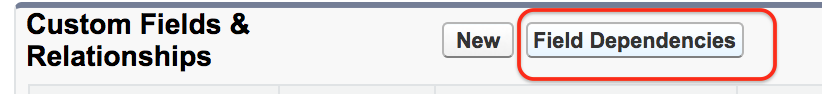 Custom Fields &
Relationships
New
Field Dependencies